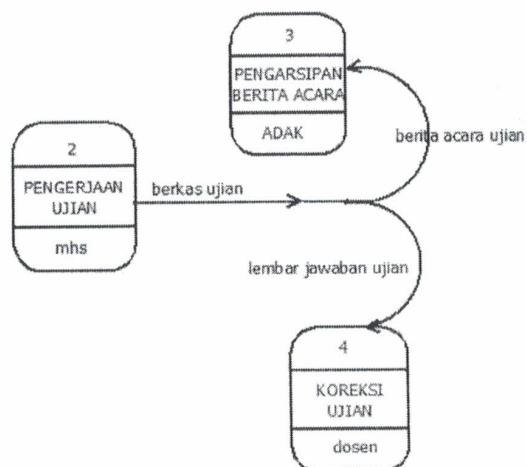 3
PENGARSIPAN
BERITA ACARA
ADAK
berita acara ujian
2
PENGERJAAN
UJIAN
mhs
berkas ujian
lembar jawaban ujian
4
KOREKSI
UJIAN
dosen